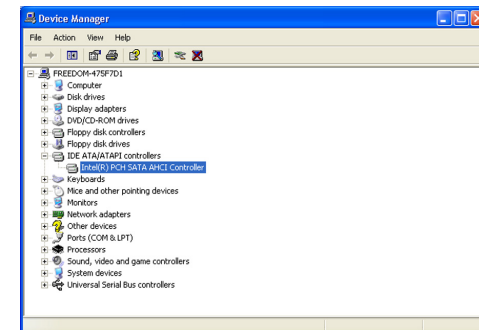 Device Manager
File Action View Help
FREEDOM-475F7D1
Computer
Disk drives
Display adapters
DVD/CD-ROM drives
Floppy disk controllers
Floppy disk drives
IDE ATA/ATAPI controllers
Intel(R) PCH SATA AHCI Controller
Keyboards
Mice and other pointing devices
Monitors
Network adapters
Other devices
Ports (COM & LPT)
Processors
Sound, video and game controllers
System devices
Universal Serial Bus controllers